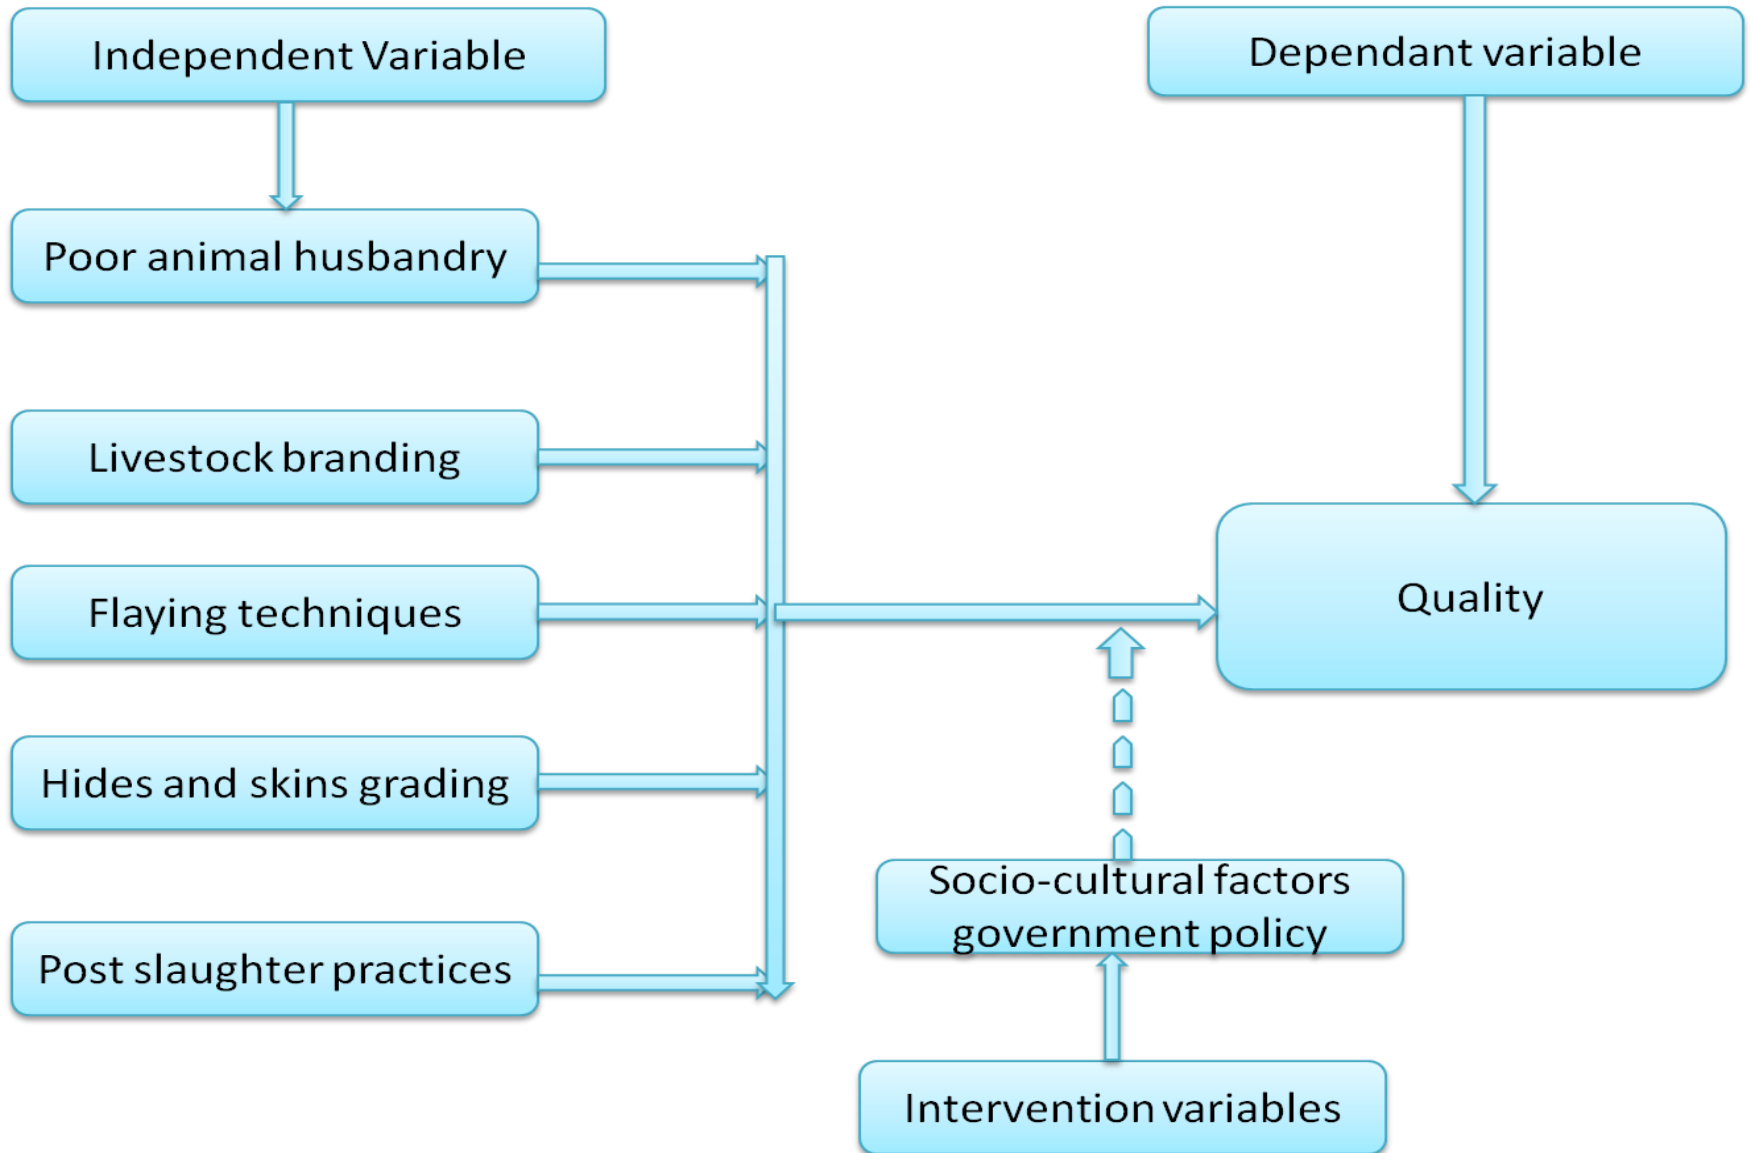 Independent Variable
Dependant variable
Poor animal husbandry
Livestock branding
Flaying techniques
Quality
Hides and skins grading
Socio-cultural factors
government policy
Post slaughter practices
Intervention variables